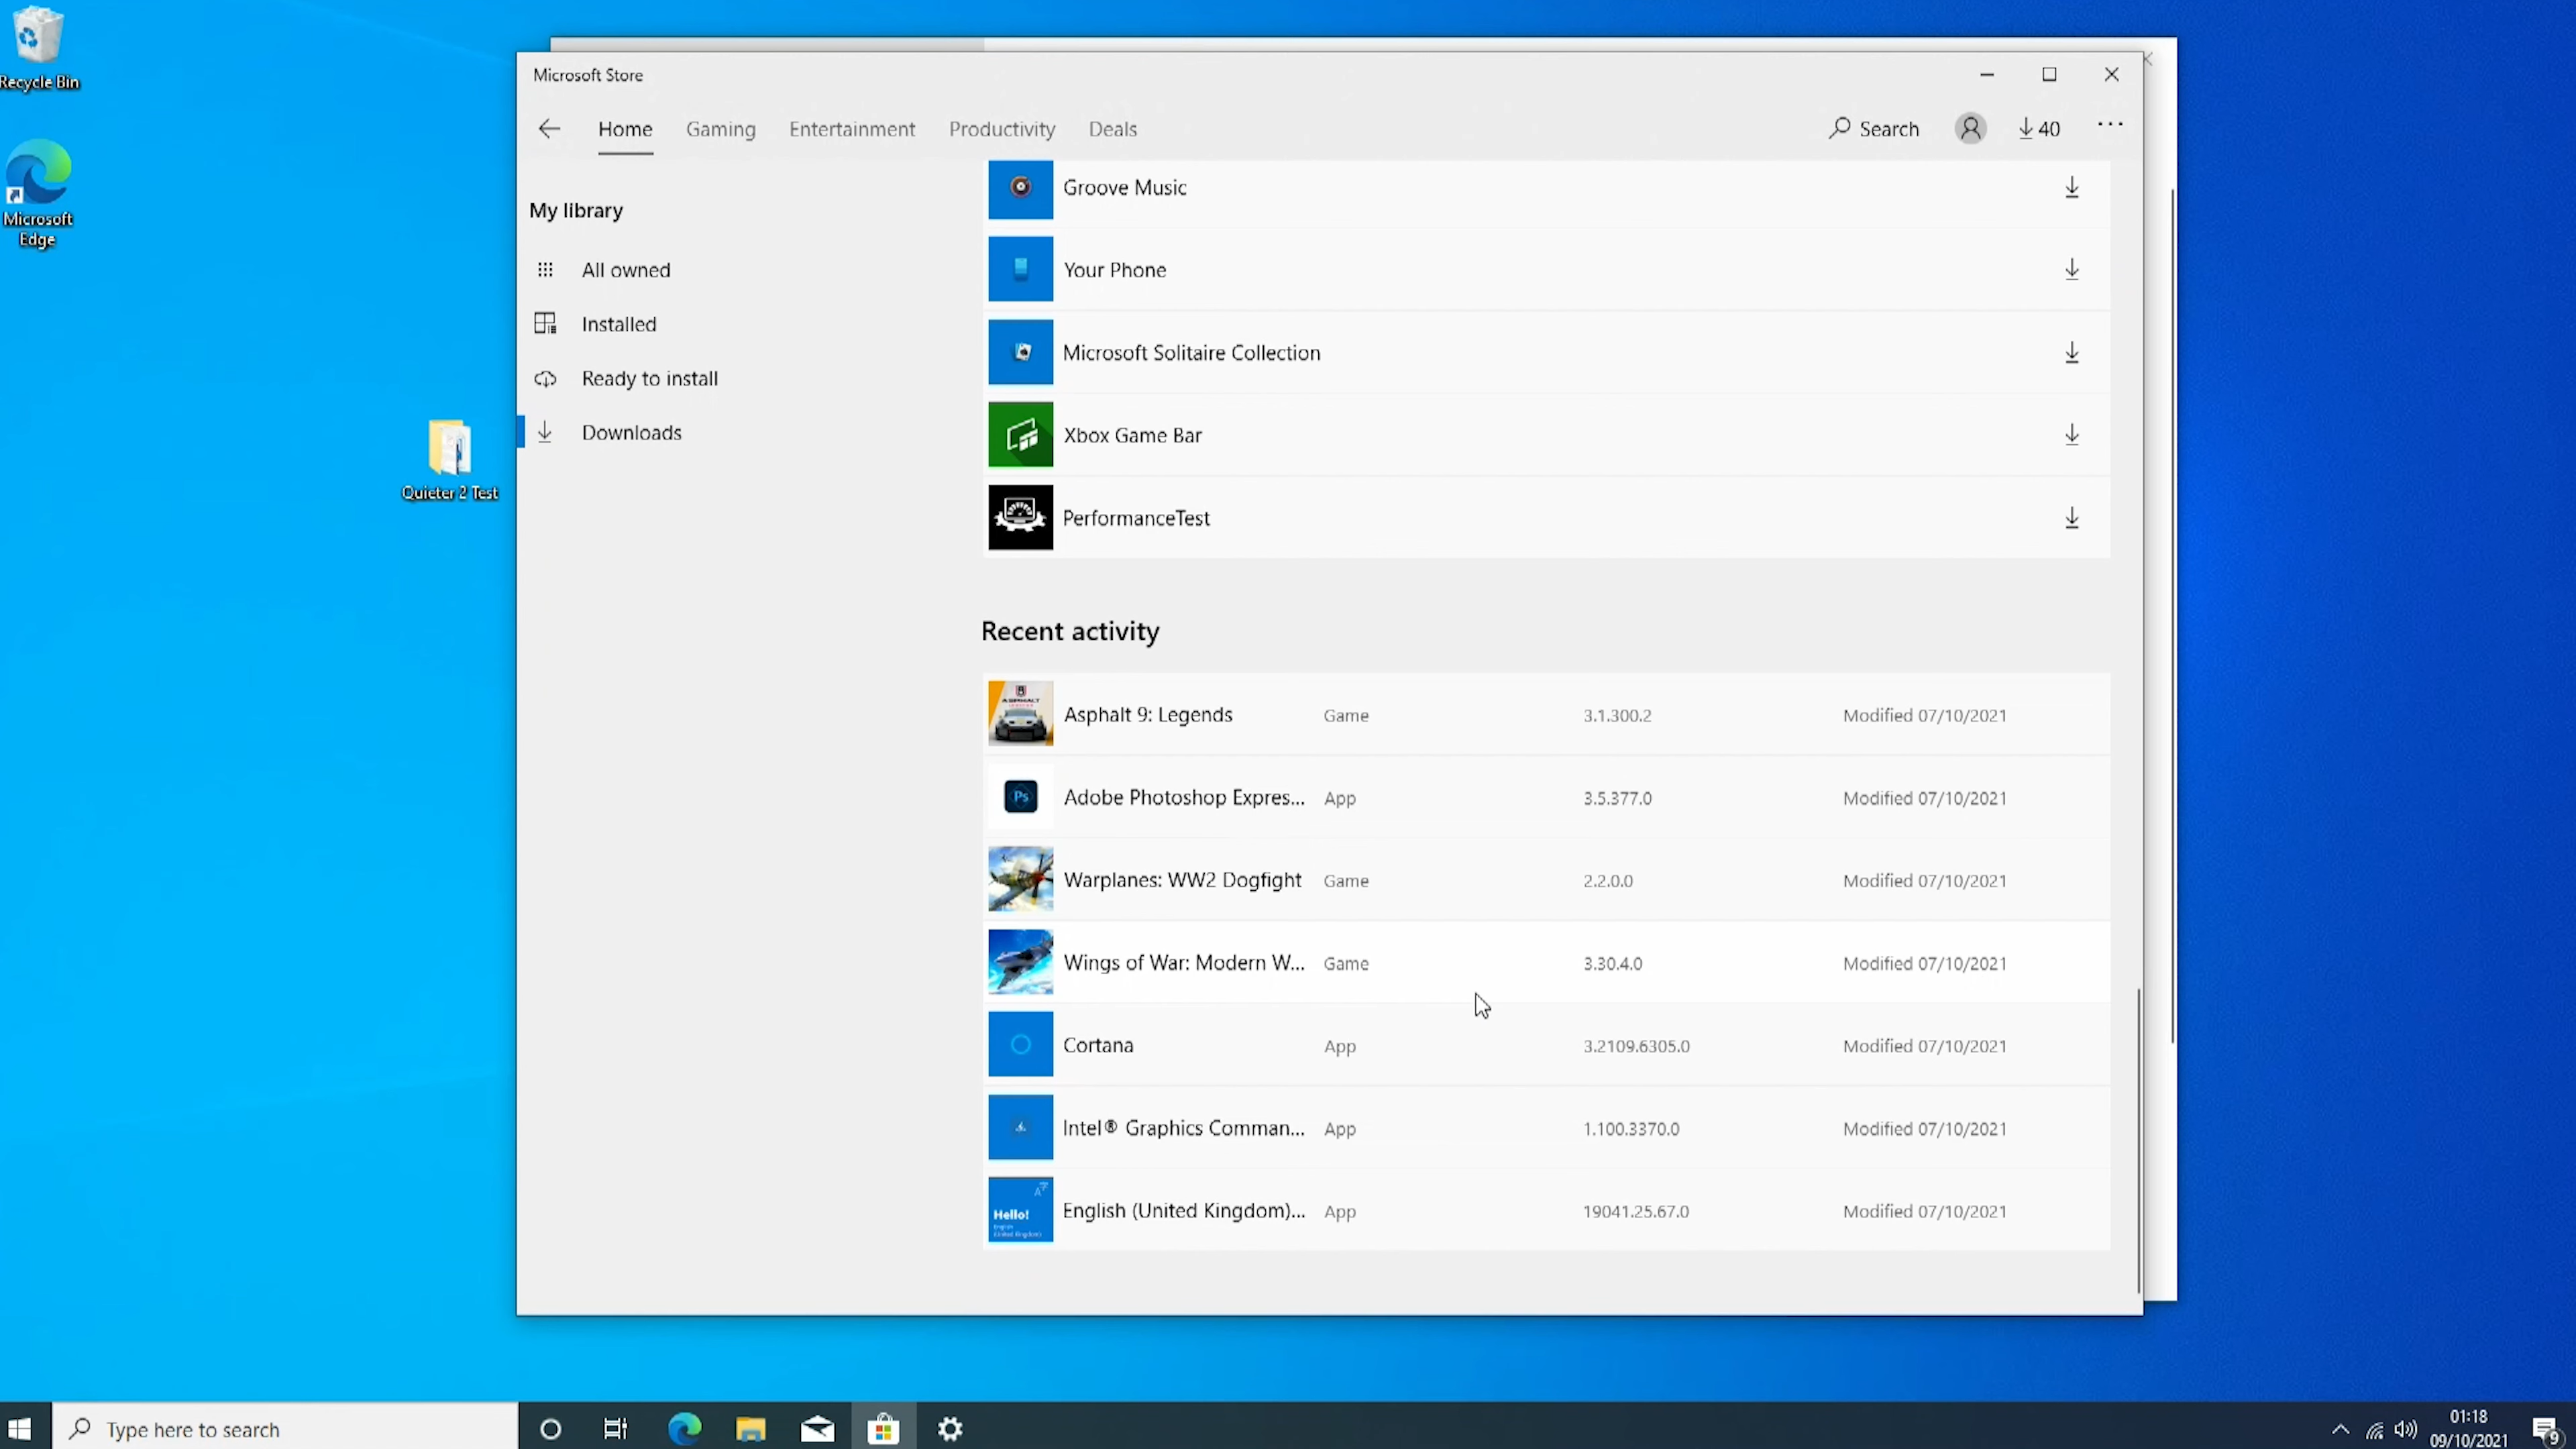 Recycle Bin
Microsoft
Edge
Quieter 2 Test
Microsoft Store
Home Gaming Entertainment Productivity Deals Search 40
My library
All owned
Installed
Ready to install
Downloads
Groove Music
Your Phone
Microsoft Solitaire Collection
Xbox Game Bar
PerformanceTest
Recent activity
Asphalt 9: Legends Game 3.1.300.2 Modified 07/10/2021
Adobe Photoshop Expres... App 3.5.377.0 Modified 07/10/2021
Ps
Warplanes: WW2 Dogfight Game 2.2.0.0 Modified 07/10/2021
Wings of War: Modern W... Game 3.30.4.0 Modified 07/10/2021
Cortana App 3.2109.6305.0 Modified 07/10/2021
Intel® Graphics Comman... App 1.100.3370.0 Modified 07/10/2021
English (United Kingdom)... App 19041.25.67.0 Modified 07/10/2021
Hello!
English
(United Kingdom)
Type here to search
01:18
09/10/2021
9